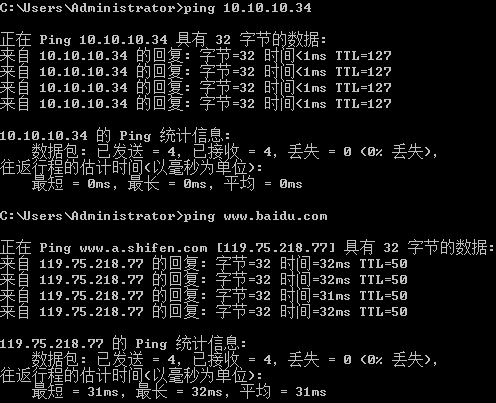 C:\Users\Administrator>ping 10.10.10.34
正在 Ping 10.10.10.34 具有 32 字节的数据:
来自 10.10.10.34 的回复: 字节=32 时间<1ms TTL=127
来自 10.10.10.34 的回复: 字节=32 时间<1ms TTL=127
来自 10.10.10.34 的回复: 字节=32 时间<1ms TTL=127
来自 10.10.10.34 的回复: 字节=32 时间<1ms TTL=127
10.10.10.34 的 Ping 统计信息:
数据包: 已发送 = 4, 已接收 = 4, 丢失 = 0 (0% 丢失),
往返行程的估计时间(以毫秒为单位):
最短 = 0ms, 最长 = 0ms, 平均 = 0ms
C:\Users\Administrator>ping www.baidu.com
正在 Ping www.a.shifen.com [119.75.218.77] 具有 32 字节的数据:
来自 119.75.218.77 的回复: 字节=32 时间=32ms TTL=50
来自 119.75.218.77 的回复: 字节=32 时间=32ms TTL=50
来自 119.75.218.77 的回复: 字节=32 时间=31ms TTL=50
来自 119.75.218.77 的回复: 字节=32 时间=32ms TTL=50
119.75.218.77 的 Ping 统计信息:
数据包: 已发送 = 4, 已接收 = 4, 丢失 = 0 (0% 丢失),
往返行程的估计时间(以毫秒为单位):
最短 = 31ms, 最长 = 32ms, 平均 = 31ms